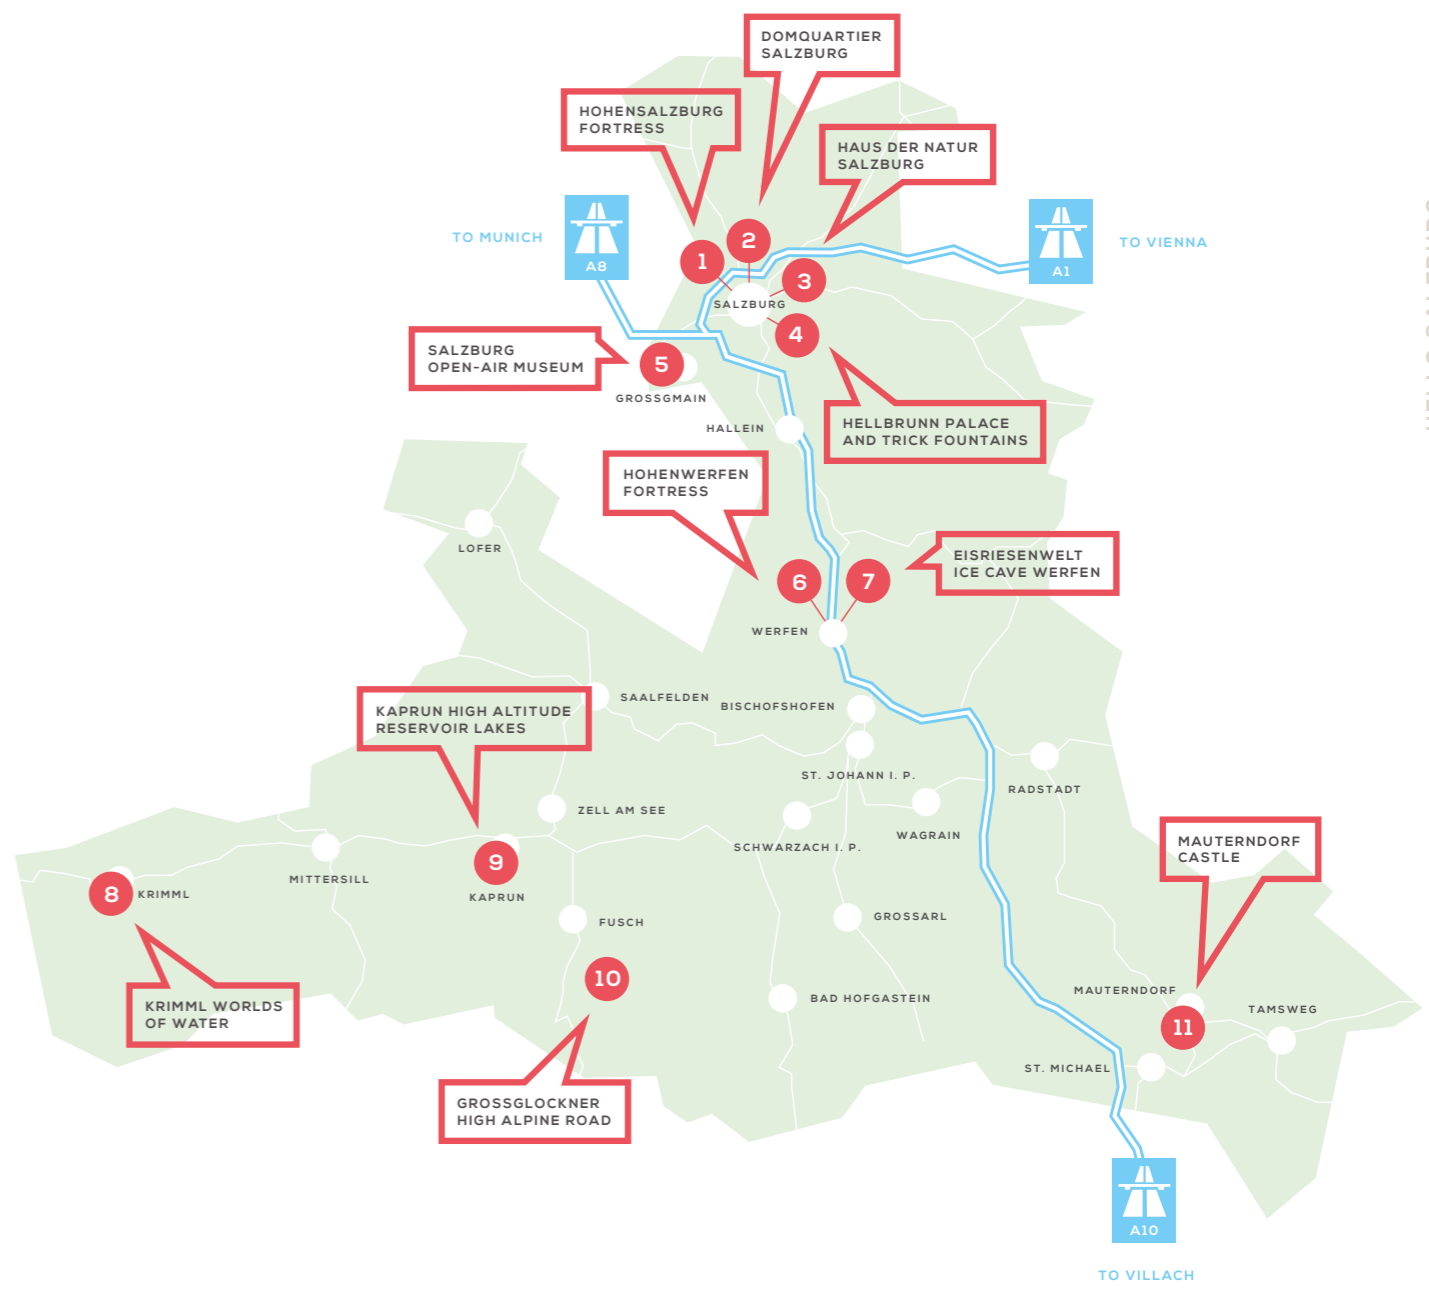 DOMQUARTIER
SALZBURG
HOHENSALZBURG
FORTRESS
HAUS DER NATUR
SALZBURG
TO MUNICH
A8
TO VIENNA
A1
1
2
3
SALZBURG
4
SALZBURG
OPEN-AIR MUSEUM
5
GROSSGMAIN
HALLEIN
HELLBRUNN PALACE
AND TRICK FOUNTAINS
HOHENWERFEN
FORTRESS
LOFER
EISRIESENWELT
ICE CAVE WERFEN
6
7
WERFEN
SAALFELDEN
BISCHOFSHOFEN
KAPRUN HIGH ALTITUDE
RESERVOIR LAKES
ST. JOHANN I. P.
RADSTADT
ZELL AM SEE
WAGRAIN
SCHWARZACH I. P.
MAUTERNDORF
CASTLE
MITTERSILL
9
KAPRUN
8
KRIMML
FUSCH
GROSSARL
10
BAD HOFGASTEIN
MAUTERNDORF
11
TAMSWEG
KRIMML WORLDS
OF WATER
ST. MICHAEL
GROSSGLOCKNER
HIGH ALPINE ROAD
A10
TO VILLACH